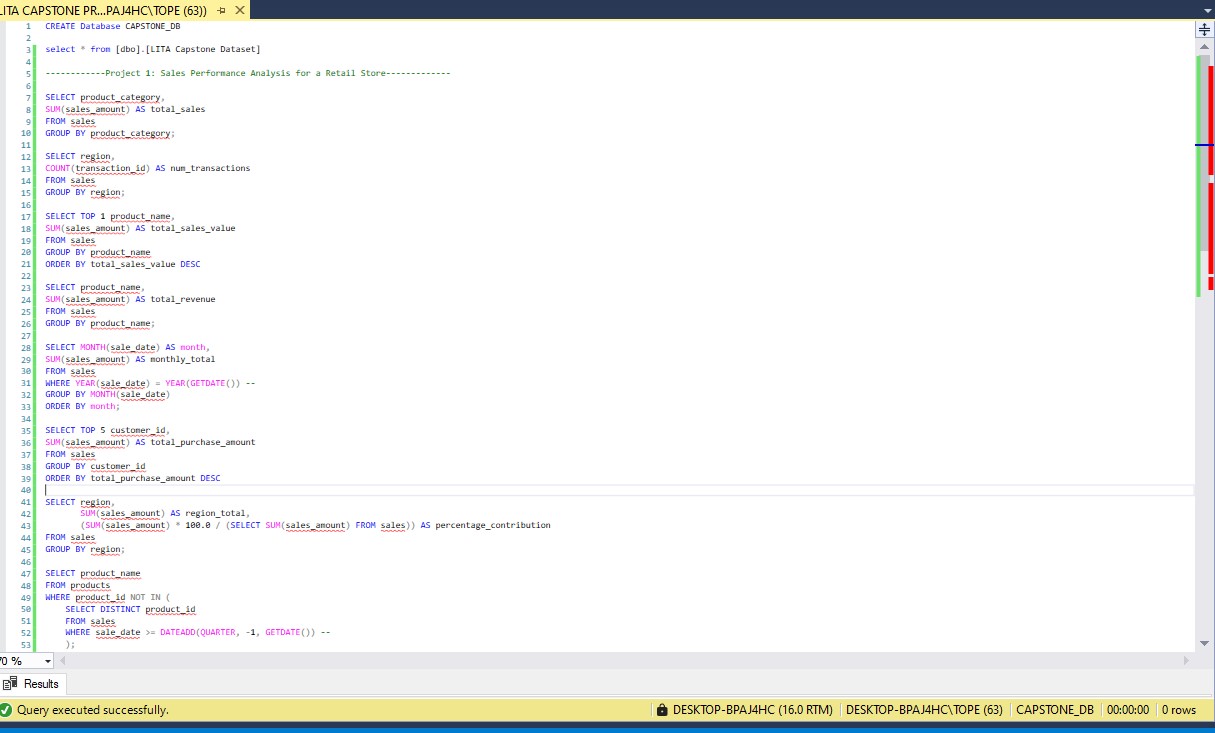 LITA CAPSTONE PR...PAJ4HC\TOPE (63))
1 CREATE Database CAPSTONE_DB
2
3 select * from [dbo].[LITA Capstone Dataset]
4
5 ------------Project 1: Sales Performance Analysis for a Retail Store-------------
6
7 SELECT product_category,
8 SUM(sales_amount) AS total_sales
9 FROM sales
10 GROUP BY product_category;
11
12 SELECT region,
13 COUNT(transaction_id) AS num_transactions
14 FROM sales
15 GROUP BY region;
16
17 SELECT TOP 1 product_name,
18 SUM(sales_amount) AS total_sales_value
19 FROM sales
20 GROUP BY product_name
21 ORDER BY total_sales_value DESC
22
23 SELECT product_name,
24 SUM(sales_amount) AS total_revenue
25 FROM sales
26 GROUP BY product_name;
27
28 SELECT MONTH(sale_date) AS month,
29 SUM(sales_amount) AS monthly_total
30 FROM sales
31 WHERE YEAR(sale_date) = YEAR(GETDATE()) --
32 GROUP BY MONTH(sale_date)
33 ORDER BY month;
34
35 SELECT TOP 5 customer_id,
36 SUM(sales_amount) AS total_purchase_amount
37 FROM sales
38 GROUP BY customer_id
39 ORDER BY total_purchase_amount DESC
40
41 SELECT region,
42 SUM(sales_amount) AS region_total,
43 (SUM(sales_amount) * 100.0 / (SELECT SUM(sales_amount) FROM sales)) AS percentage_contribution
44 FROM sales
45 GROUP BY region;
46
47 SELECT product_name
48 FROM products
49 WHERE product_id NOT IN (
50 SELECT DISTINCT product_id
51 FROM sales
52 WHERE sale_date >= DATEADD(QUARTER, -1, GETDATE()) --
53 );
70 %
Results
Query executed successfully.
DESKTOP-BPAJ4HC (16.0 RTM)
DESKTOP-BPAJ4HC\TOPE (63)
CAPSTONE_DB
00:00:00
0 rows